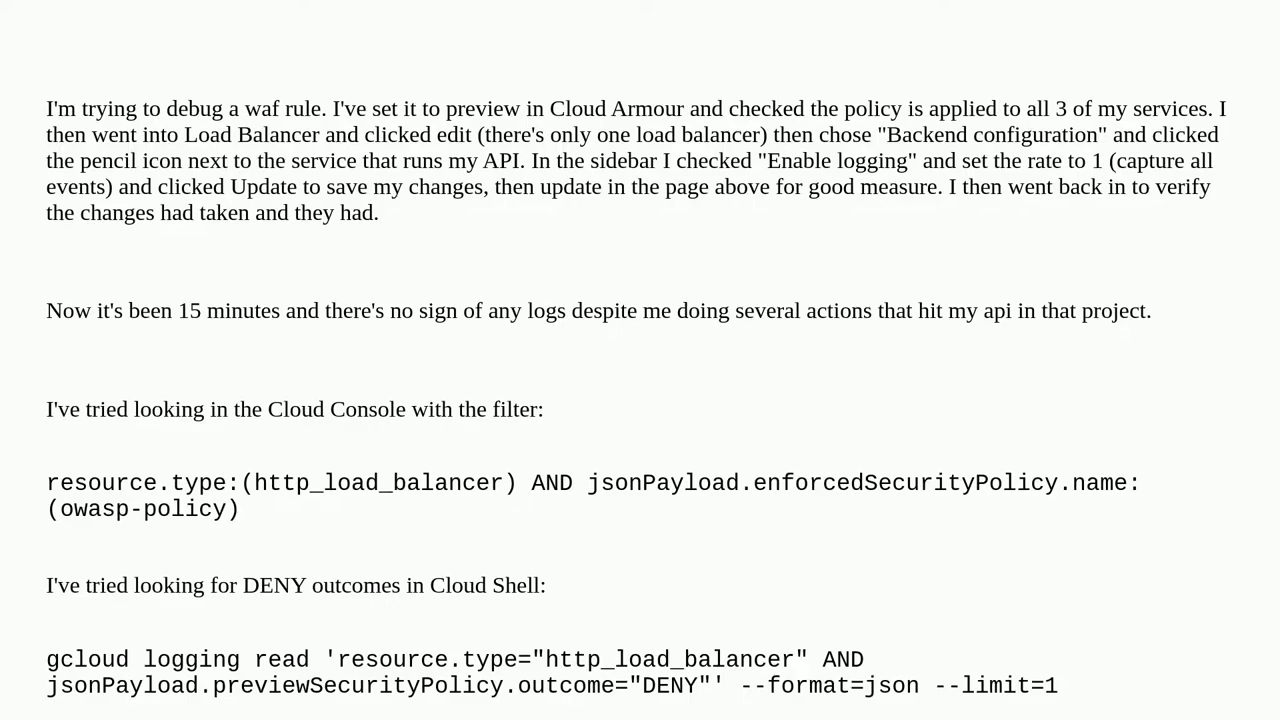 I'm trying to debug a waf rule. I've set it to preview in Cloud Armour and checked the policy is applied to all 3 of my services. I
then went into Load Balancer and clicked edit (there's only one load balancer) then chose "Backend configuration" and clicked
the pencil icon next to the service that runs my API. In the sidebar I checked "Enable logging" and set the rate to 1 (capture all
events) and clicked Update to save my changes, then update in the page above for good measure. I then went back in to verify
the changes had taken and they had.
Now it's been 15 minutes and there's no sign of any logs despite me doing several actions that hit my api in that project.
I've tried looking in the Cloud Console with the filter:
resource.type:(http_load_balancer) AND jsonPayload.enforcedSecurityPolicy.name:
(owasp-policy)
I've tried looking for DENY outcomes in Cloud Shell:
gcloud logging read 'resource.type="http_load_balancer" AND
jsonPayload.previewSecurityPolicy.outcome="DENY"' --format=json --limit=1